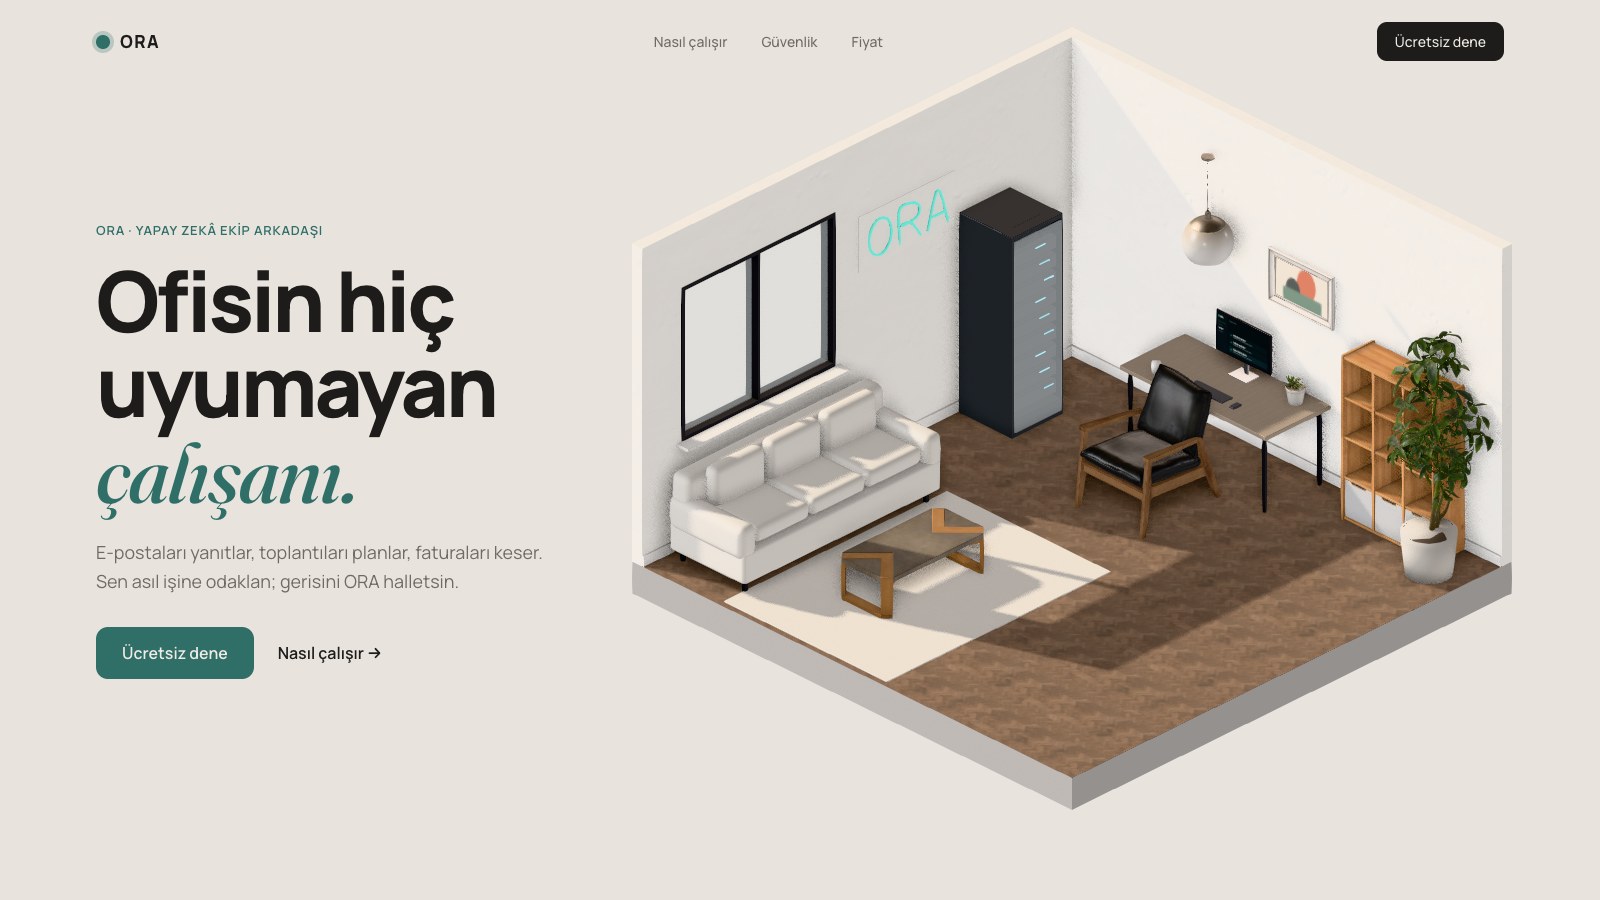 ORA
Nasıl çalışır
Güvenlik
Fiyat
Ücretsiz dene
ORA · YAPAY ZEKÂ EKİP ARKADAŞI
Ofisin hiç
uyumayan
çalışanı.
E-postaları yanıtlar, toplantıları planlar, faturaları keser.
Sen asıl işine odaklan; gerisini ORA halletsin.
Ücretsiz dene
Nasıl çalışır →
ORA